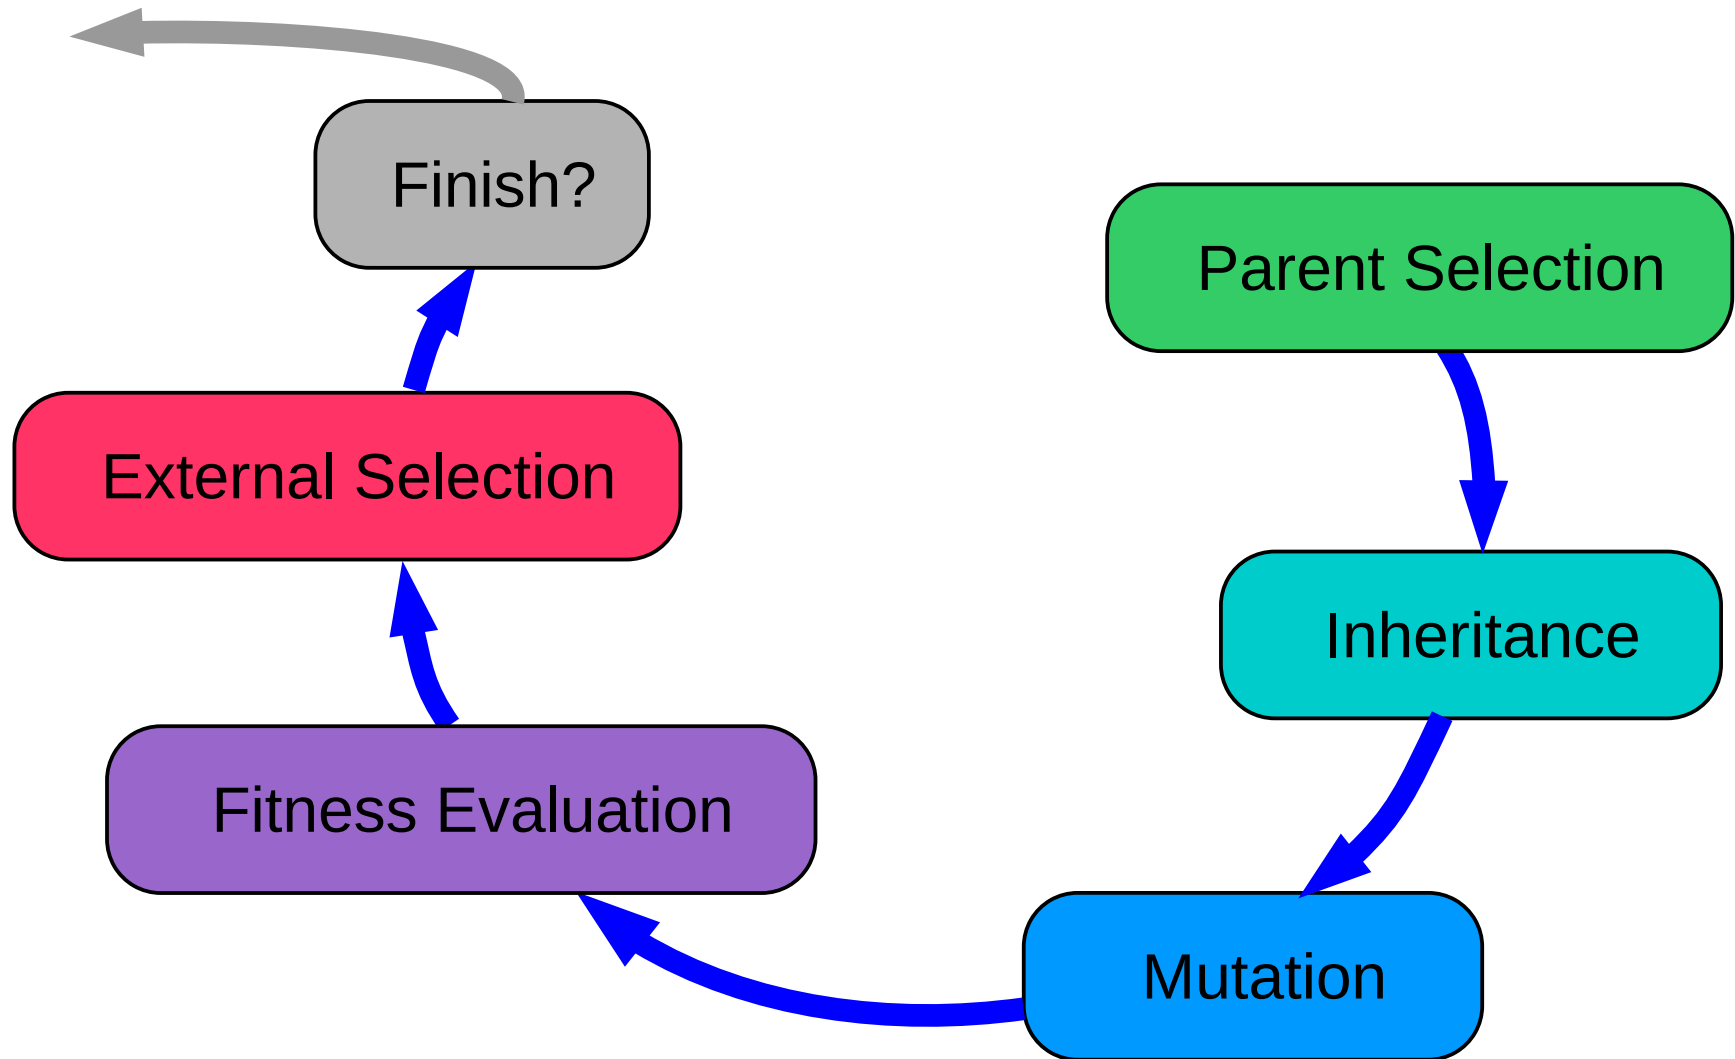 Finish?
Parent Selection
External Selection
Inheritance
Fitness Evaluation
Mutation